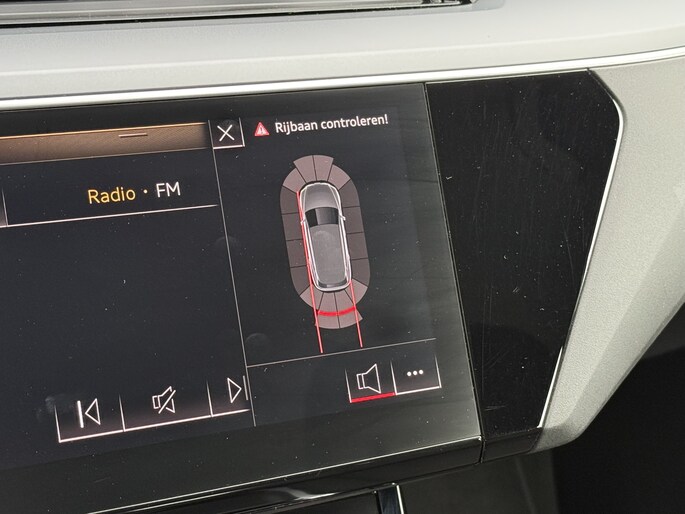 Rijbaan controleren!
Radio · FM